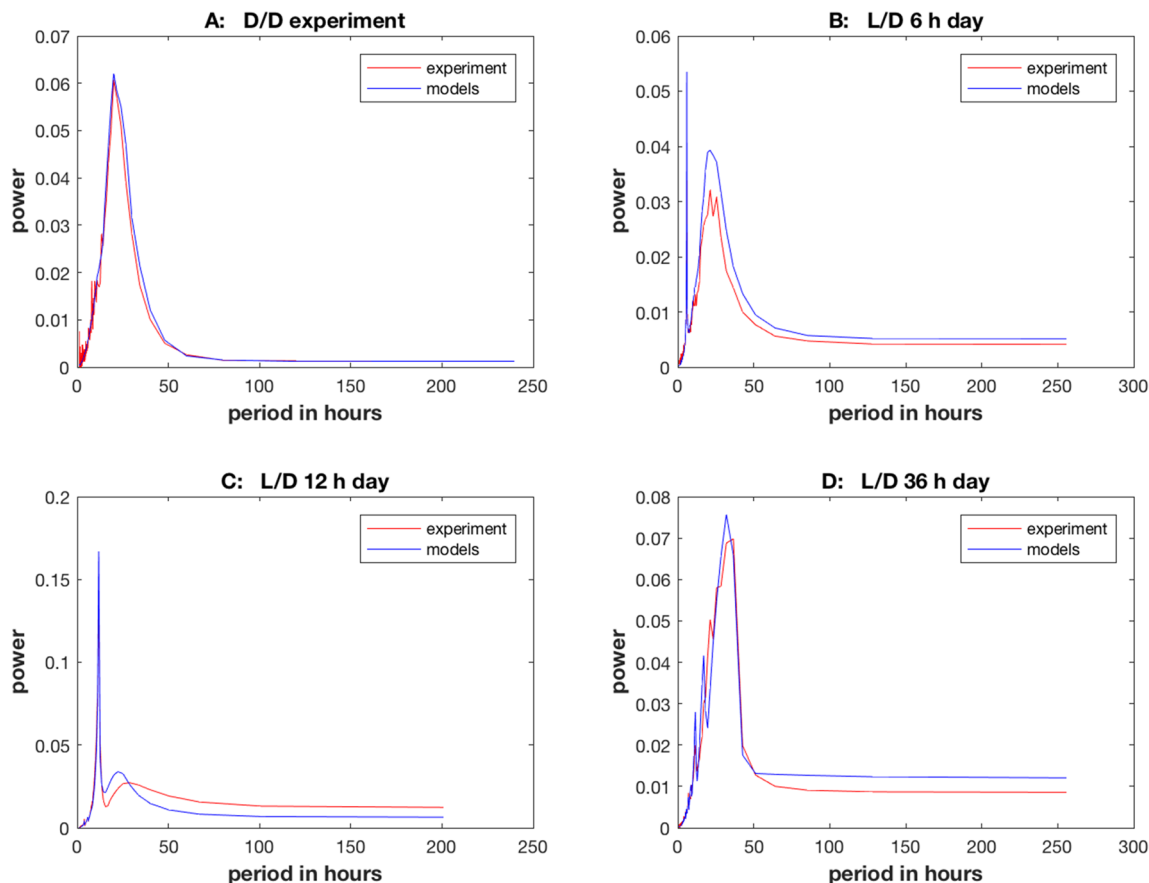 A: D/D experiment
0.07
0.06
0.05
0.04
0.03
0.02
0.01
0
power
experiment
models
0 50 100 150 200 250
period in hours
B: L/D 6 h day
0.06
0.05
0.04
0.03
0.02
0.01
0
power
experiment
models
0 50 100 150 200 250 300
period in hours
C: L/D 12 h day
0.2
0.15
0.1
0.05
0
power
experiment
models
0 50 100 150 200 250
period in hours
D: L/D 36 h day
0.08
0.07
0.06
0.05
0.04
0.03
0.02
0.01
0
power
experiment
models
0 50 100 150 200 250 300
period in hours